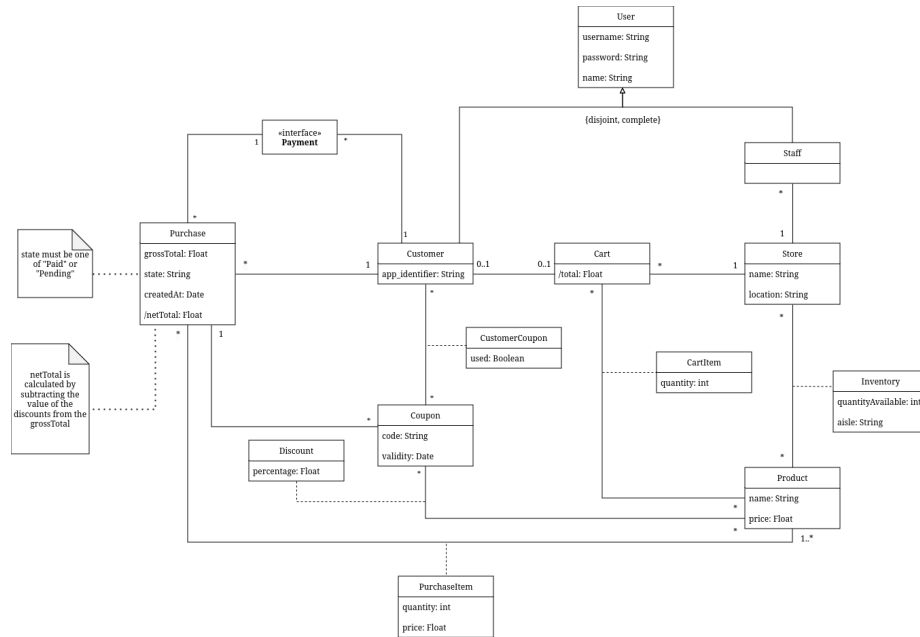 User
username: String
password: String
name: String
{disjoint, complete}
«interface»
Payment
1
*
Staff
*
1
*
1
state must be one
of "Paid" or
"Pending"
Purchase
grossTotal: Float
state: String
createdAt: Date
/netTotal: Float
*
1
Customer
app_identifier: String
0..1
0..1
Cart
/total: Float
*
1
Store
name: String
location: String
*
1
*
*
*
CustomerCoupon
used: Boolean
CartItem
quantity: int
Inventory
quantityAvailable: int
aisle: String
netTotal is
calculated by
subtracting the
value of the
discounts from the
grossTotal
*
*
Coupon
code: String
validity: Date
Discount
percentage: Float
*
*
Product
name: String
price: Float
*
*
1..*
PurchaseItem
quantity: int
price: Float